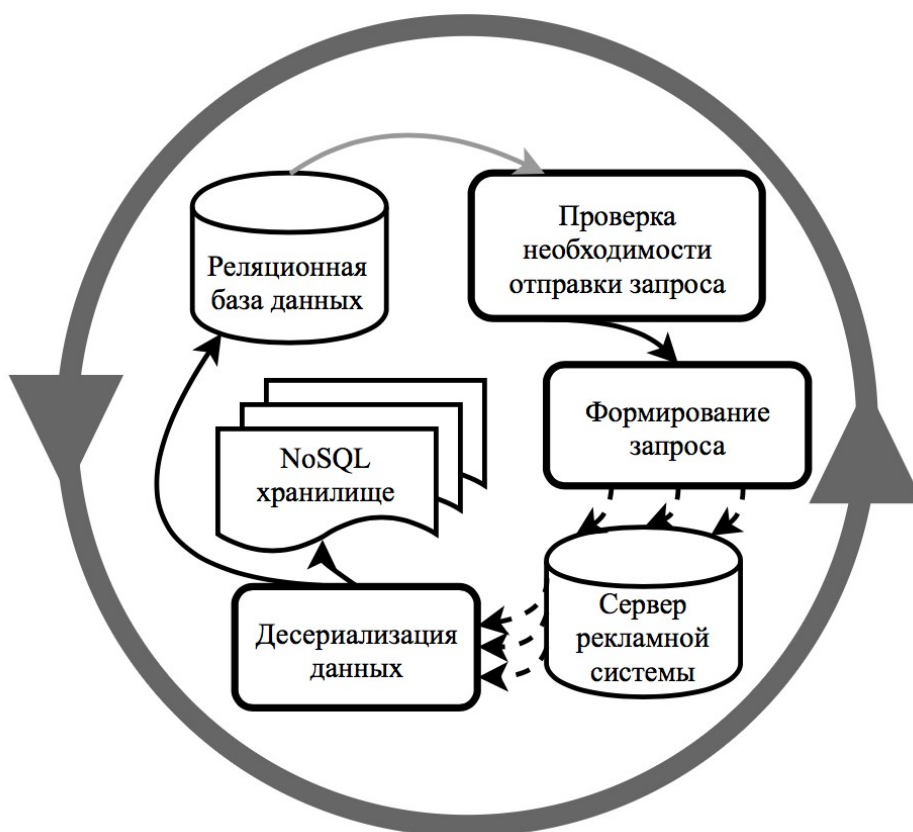 Реляционная
база данных
Проверка
необходимости
отправки запроса
Формирование
запроса
NoSQL
хранилище
Сервер
рекламной
системы
Десериализация
данных